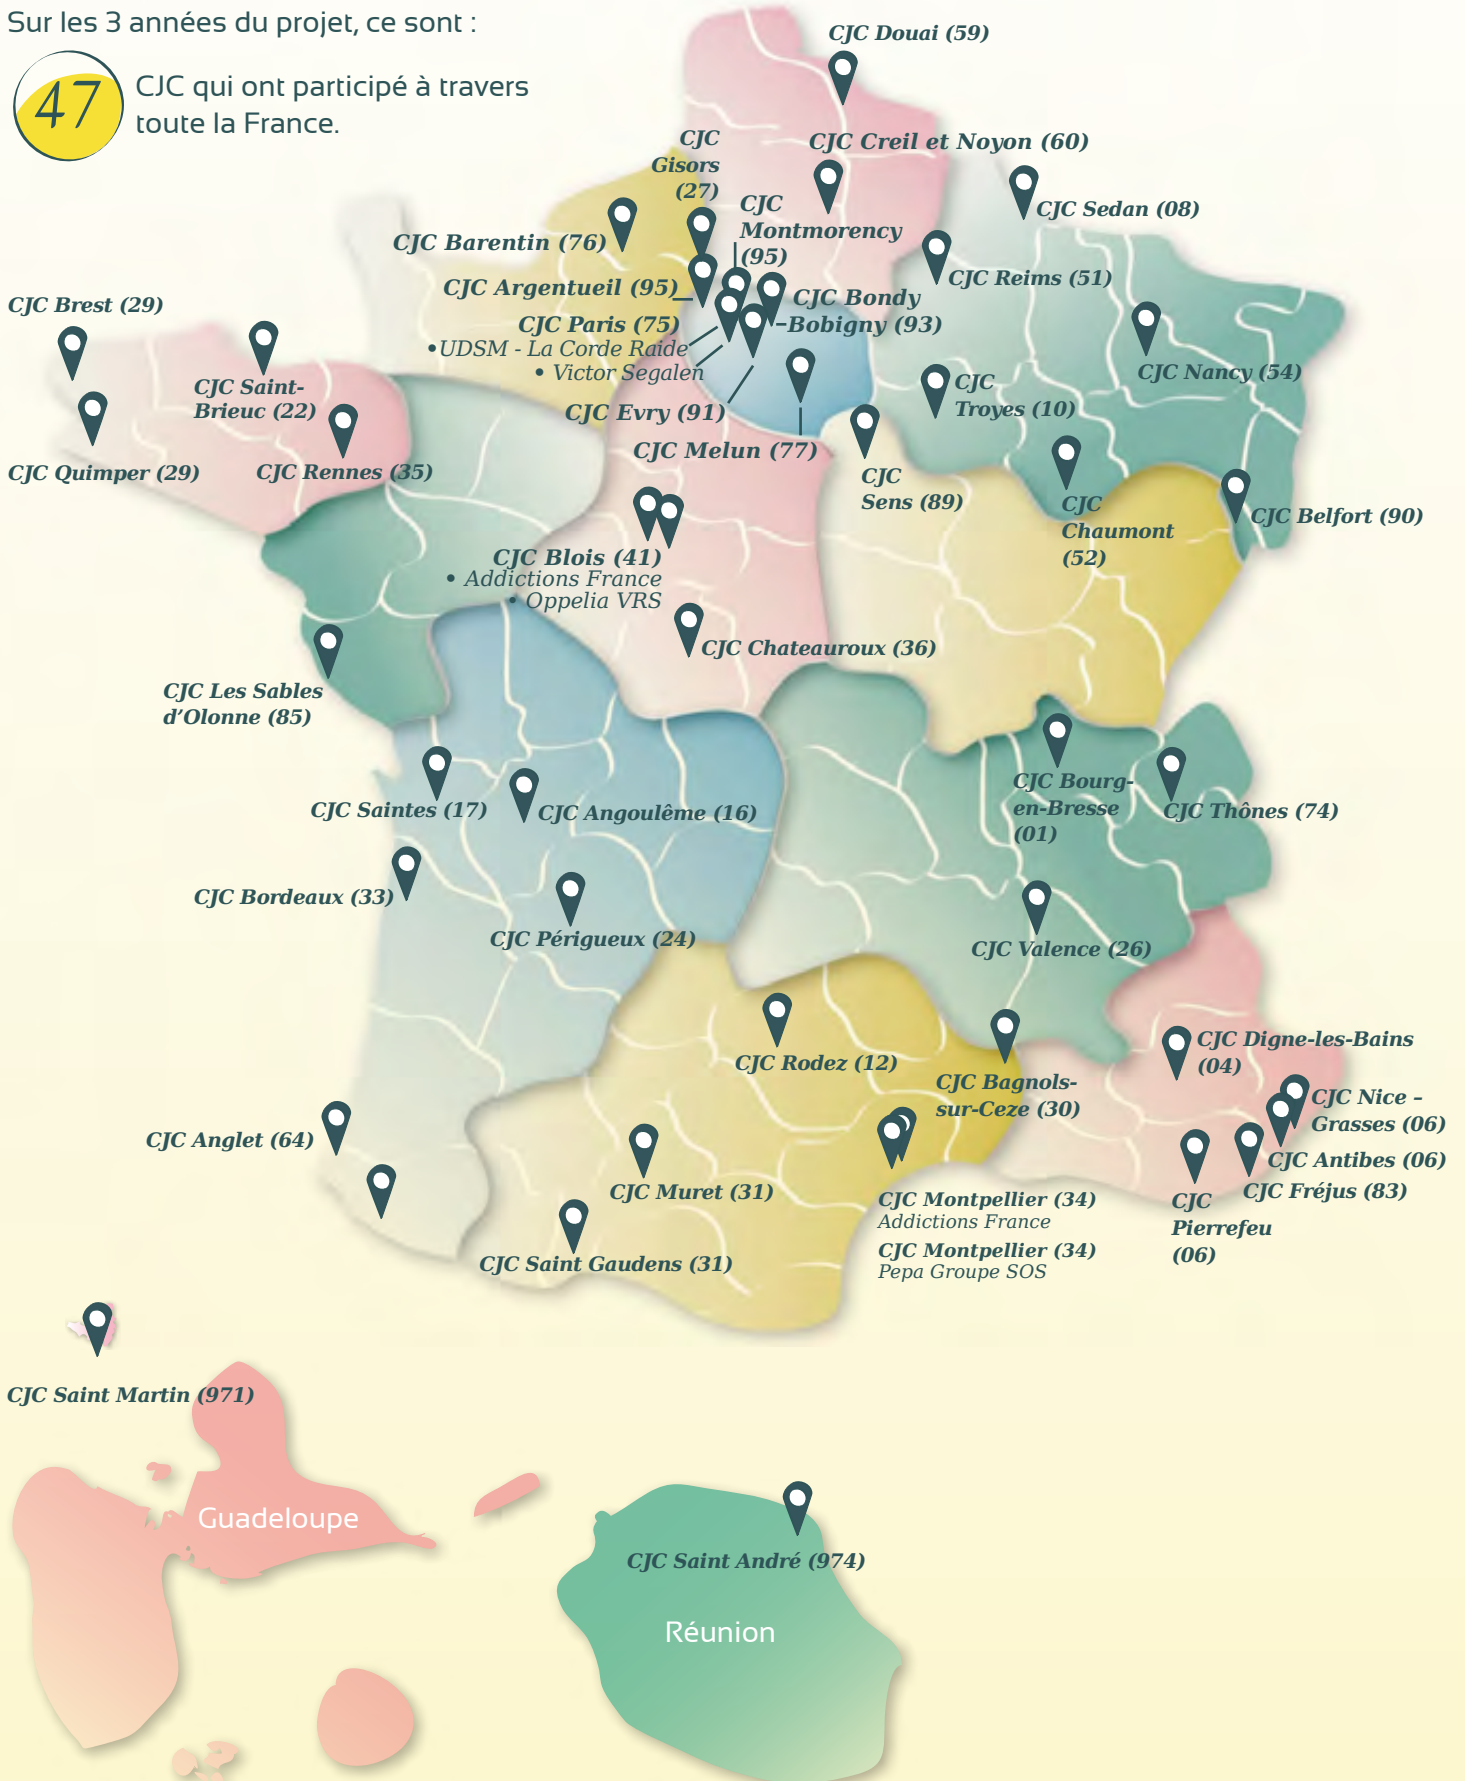 Sur les 3 années du projet, ce sont :
47
CJC qui ont participé à travers
toute la France.
CJC Douai (59)
CJC Creil et Noyon (60)
CJC
Gisors
(27)
CJC
Montmorency
(95)
CJC Sedan (08)
CJC Barentin (76)
CJC Reims (51)
CJC Argentueil (95)
CJC Bondy
Bobigny (93)
CJC Brest (29)
CJC Paris (75)
•UDSM - La Corde Raide
• Victor Segalen
CJC Nancy (54)
CJC Saint-
Brieuc (22)
CJC
Troyes (10)
CJC Evry (91)
CJC Melun (77)
CJC Quimper (29)
CJC Rennes (35)
CJC
Sens (89)
CJC
Chaumont
(52)
CJC Belfort (90)
CJC Blois (41)
• Addictions France
• Oppelia VRS
CJC Chateauroux (36)
CJC Les Sables
d’Olonne (85)
CJC Bourg-
en-Bresse
(01)
CJC Thônes (74)
CJC Saintes (17)
CJC Angoulême (16)
CJC Bordeaux (33)
CJC Périgueux (24)
CJC Valence (26)
CJC Rodez (12)
CJC Digne-les-Bains
(04)
CJC Bagnols-
sur-Ceze (30)
CJC Nice –
Grasses (06)
CJC Anglet (64)
CJC Antibes (06)
CJC Muret (31)
CJC Fréjus (83)
CJC Montpellier (34)
Addictions France
CJC Montpellier (34)
Pepa Groupe SOS
CJC
Pierrefeu
(06)
CJC Saint Gaudens (31)
CJC Saint Martin (971)
Guadeloupe
CJC Saint André (974)
Réunion